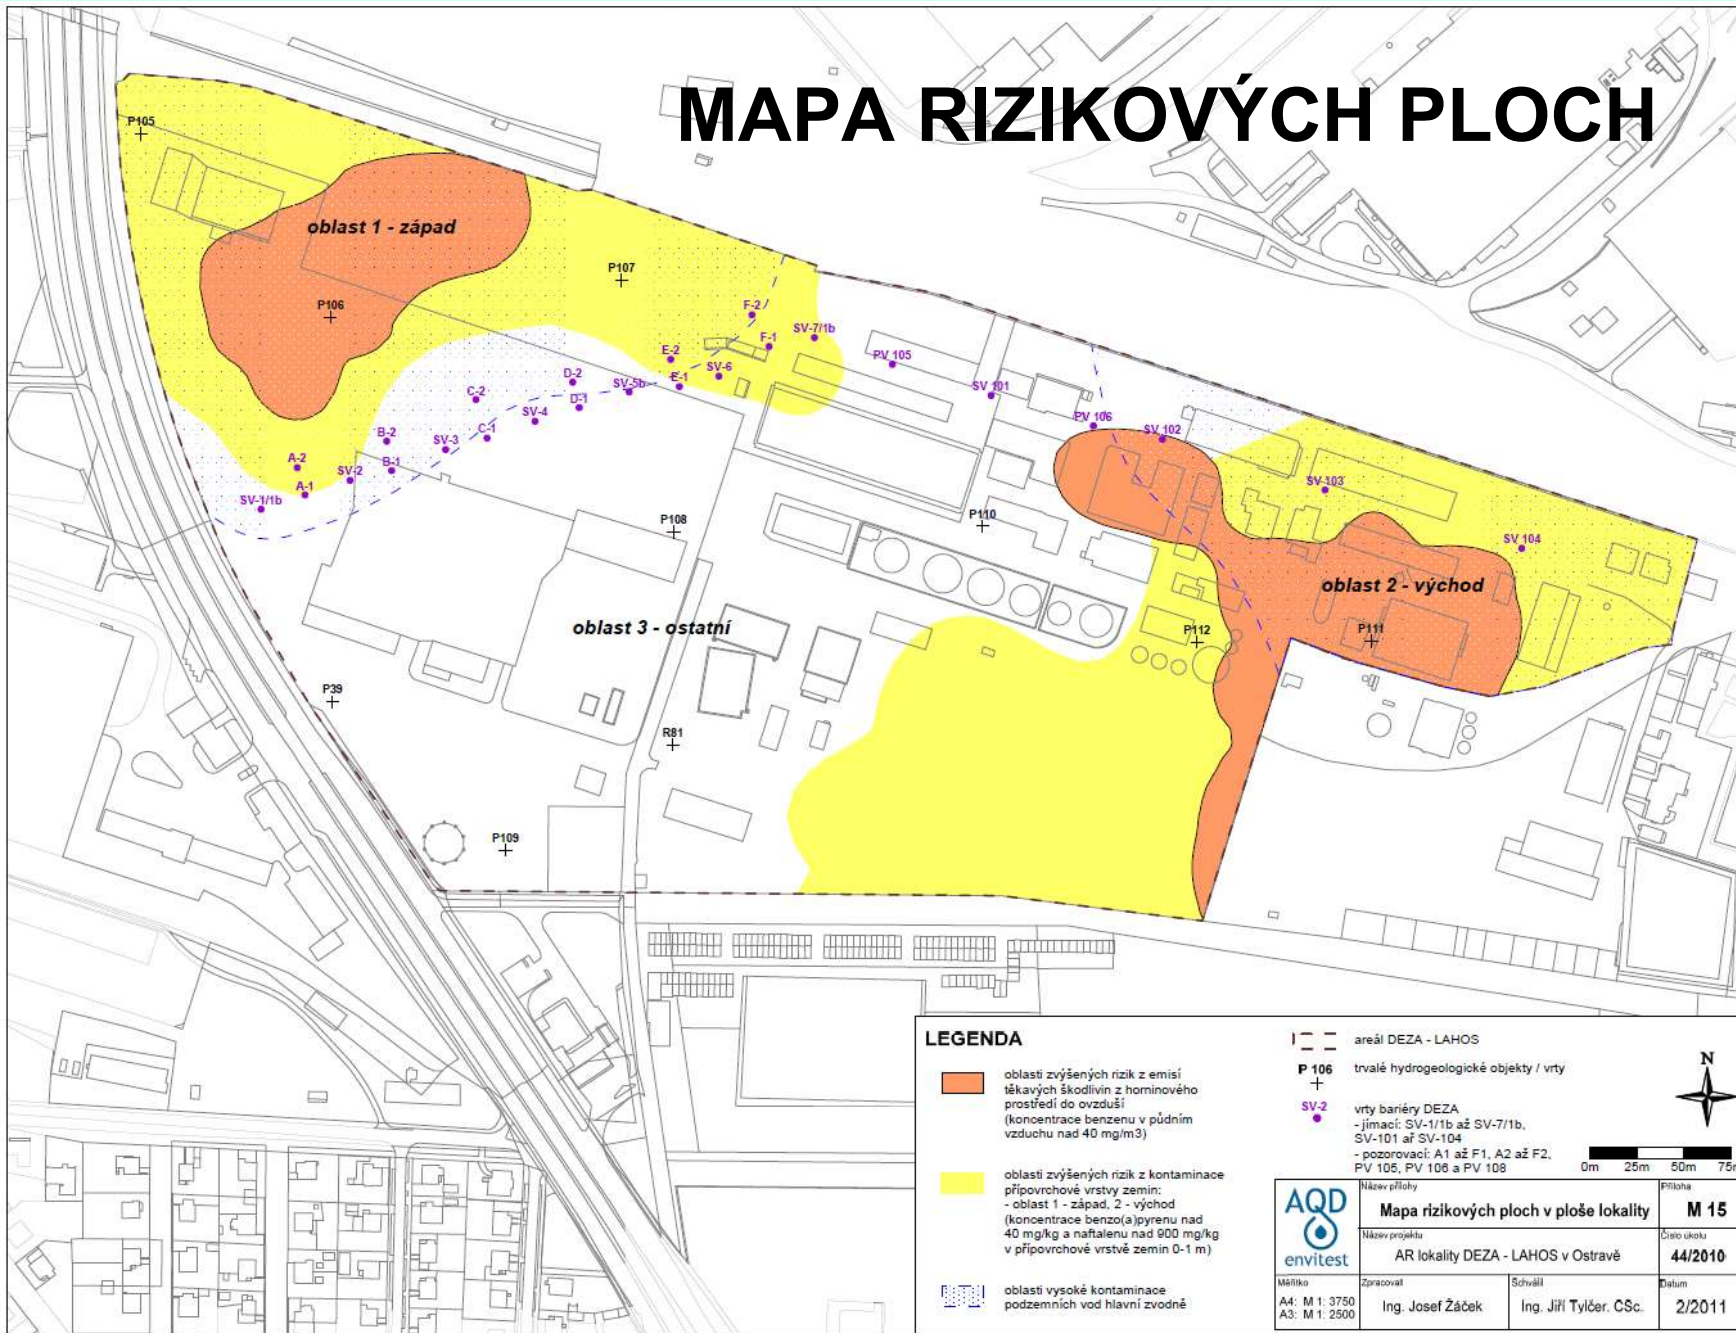 MAPA RIZIKOVÝCH PLOCH
P105
oblast 1 - západ
P106
P107
F-2
F-1
SV-7/1b
E-2
E-1
SV-6
PV 105
SV 101
D-2
D-1
SV-5b
C-2
C-1
SV-4
B-2
B-1
SV-3
A-2
A-1
SV-2
SV-1/1b
PV 106
SV 102
SV 103
SV 104
P108
P110
oblast 2 - východ
P111
P112
oblast 3 - ostatní
P39
R81
P109
LEGENDA
oblasti zvýšených rizik z emisí
těkavých škodlivin z horninového
prostředí do ovzduší
(koncentrace benzenu v půdním
vzduchu nad 40 mg/m3)
oblasti zvýšených rizik z kontaminace
přípovrchové vrstvy zemin:
- oblast 1 - západ, 2 - východ
(koncentrace benzo(a)pyrenu nad
40 mg/kg a naftalenu nad 900 mg/kg
v přípovrchové vrstvě zemin 0-1 m)
oblasti vysoké kontaminace
podzemních vod hlavní zvodně
areál DEZA - LAHOS
P 106
trvalé hydrogeologické objekty / vrty
SV-2
vrty bariéry DEZA
- jímací: SV-1/1b až SV-7/1b,
SV-101 ař SV-104
- pozorovací: A1 až F1, A2 až F2,
PV 105, PV 106 a PV 108
N
0m 25m 50m 75m
AQD
envitest
Název přílohy
Mapa rizikových ploch v ploše lokality
Příloha
M 15
Název projektu
AR lokality DEZA - LAHOS v Ostravě
Číslo úkolu
44/2010
Měřítko
A4: M 1: 3750
A3: M 1: 2500
Zpracoval
Ing. Josef Žáček
Schválil
Ing. Jiří Tylčer, CSc.
Datum
2/2011